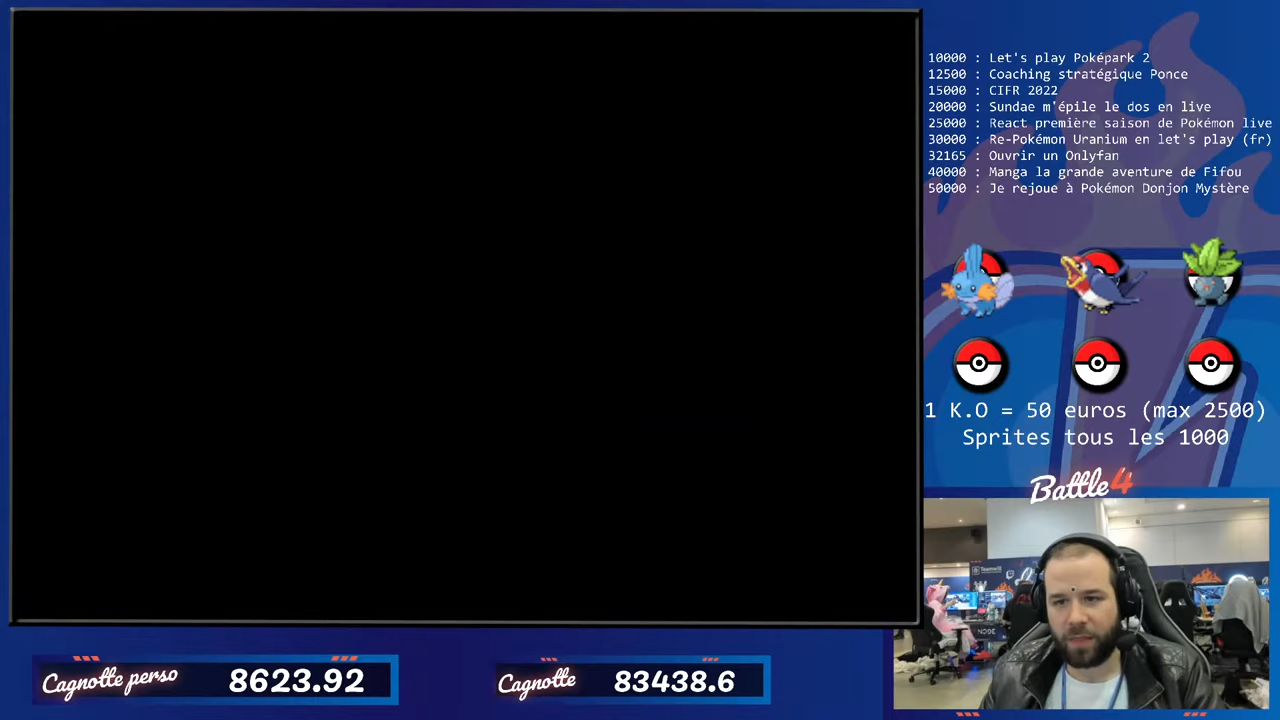 10000 : Let's play Poképark 2
12500 : Coaching stratégique Ponce
15000 : CIFR 2022
20000 : Sundae m'épile le dos en live
25000 : React première saison de Pokémon live
30000 : Re-Pokémon Uranium en let's play (fr)
32165 : Ouvrir un Onlyfan
40000 : Manga la grande aventure de Fifou
50000 : Je rejoue à Pokémon Donjon Mystère
1 K.O = 50 euros (max 2500)
Sprites tous les 1000
Battle4
NODE
Cagnotte perso 8623.92
Cagnotte 83438.6